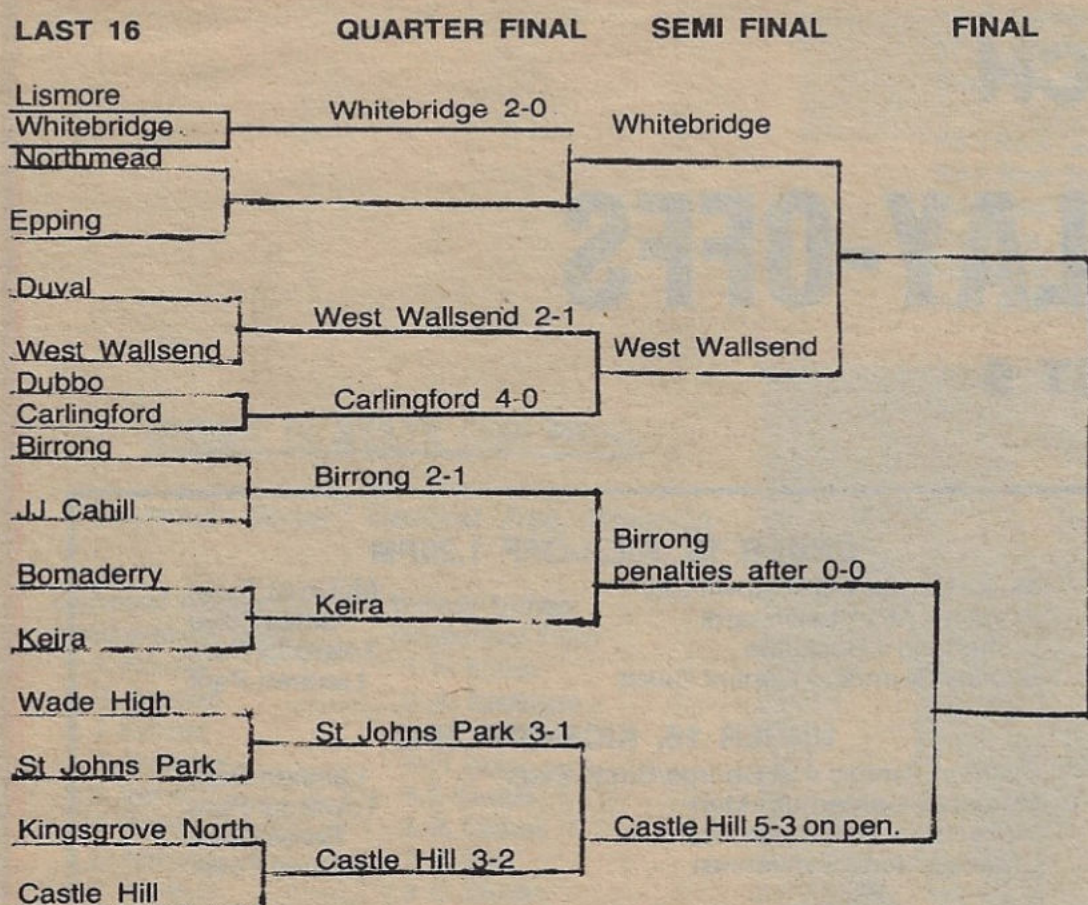 LAST 16 QUARTER FINAL SEMI FINAL FINAL
Lismore
Whitebridge
Northmead
Epping
Duval
West Wallsend
Dubbo
Carlingford
Birrong
JJ Cahill
Bomaderry
Keira
Wade High
St Johns Park
Kingsgrove North
Castle Hill
Whitebridge 2-0
West Wallsend 2-1
Carlingford 4-0
Birrong 2-1
Keira
St Johns Park 3-1
Castle Hill 3-2
Whitebridge
West Wallsend
Birrong
penalties after 0-0
Castle Hill 5-3 on pen.